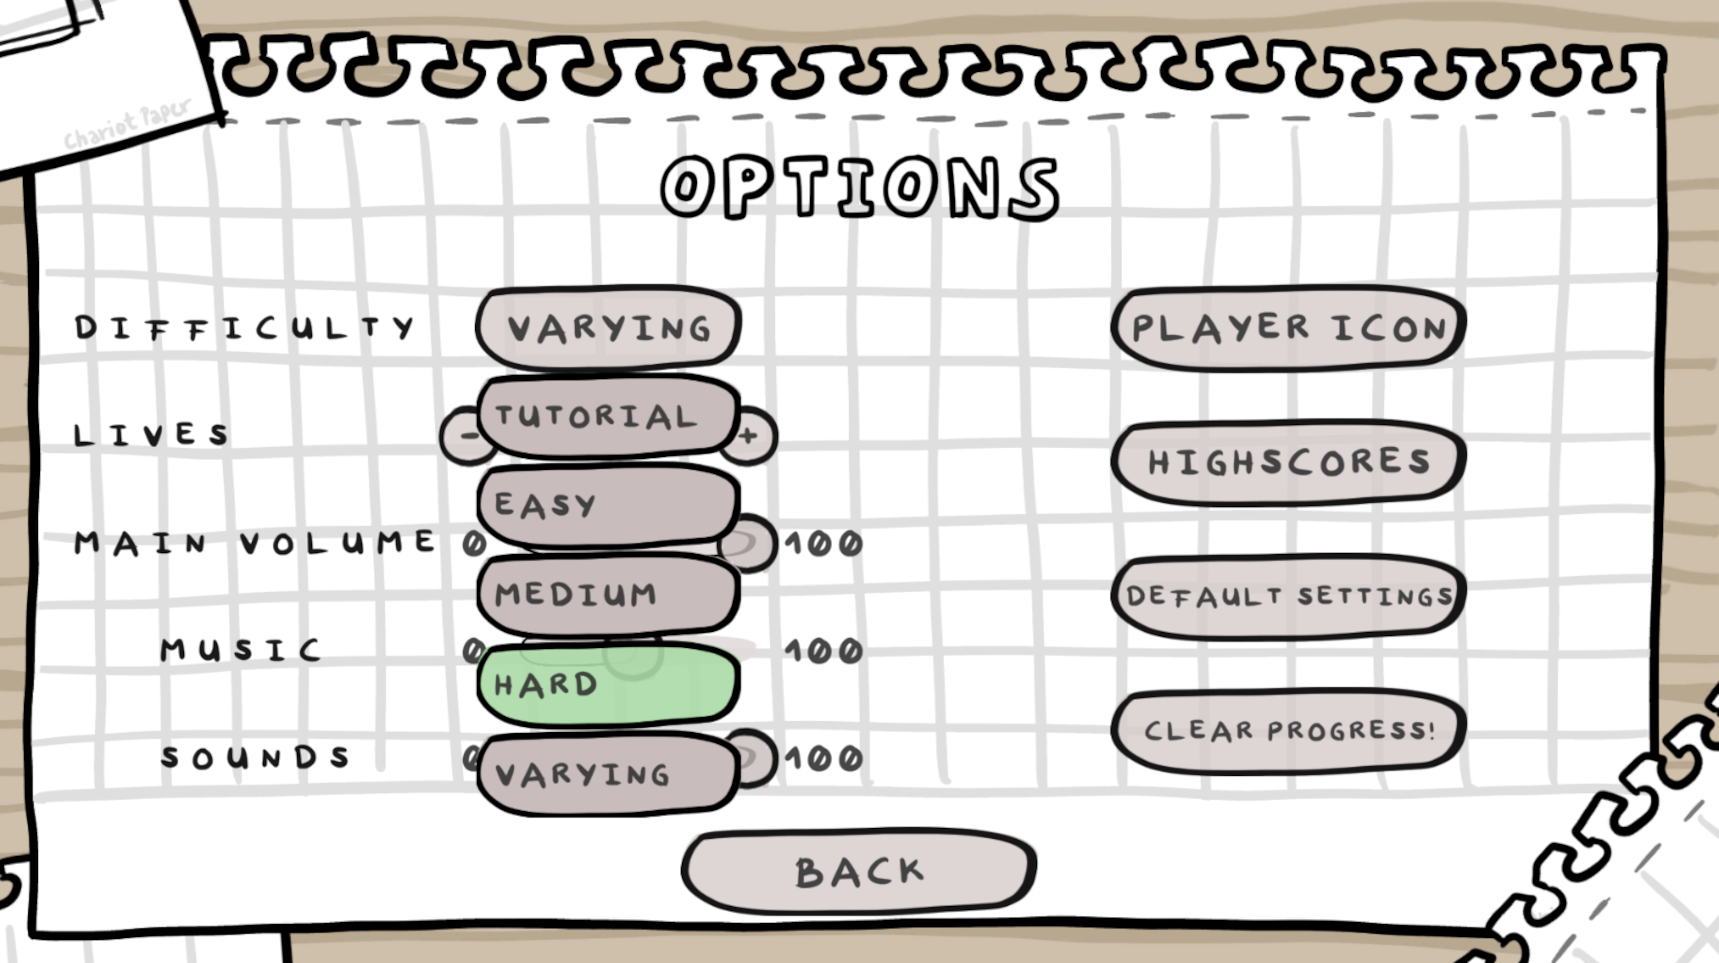 Chariot Paper
OPTIONS
DIFFICULTY VARYING
TUTORIAL
LIVES - +
EASY
MAIN VOLUME 0 100
MEDIUM
MUSIC 0 100
HARD
SOUNDS 0 100
VARYING
PLAYER ICON
HIGHSCORES
DEFAULT SETTINGS
CLEAR PROGRESS!
BACK